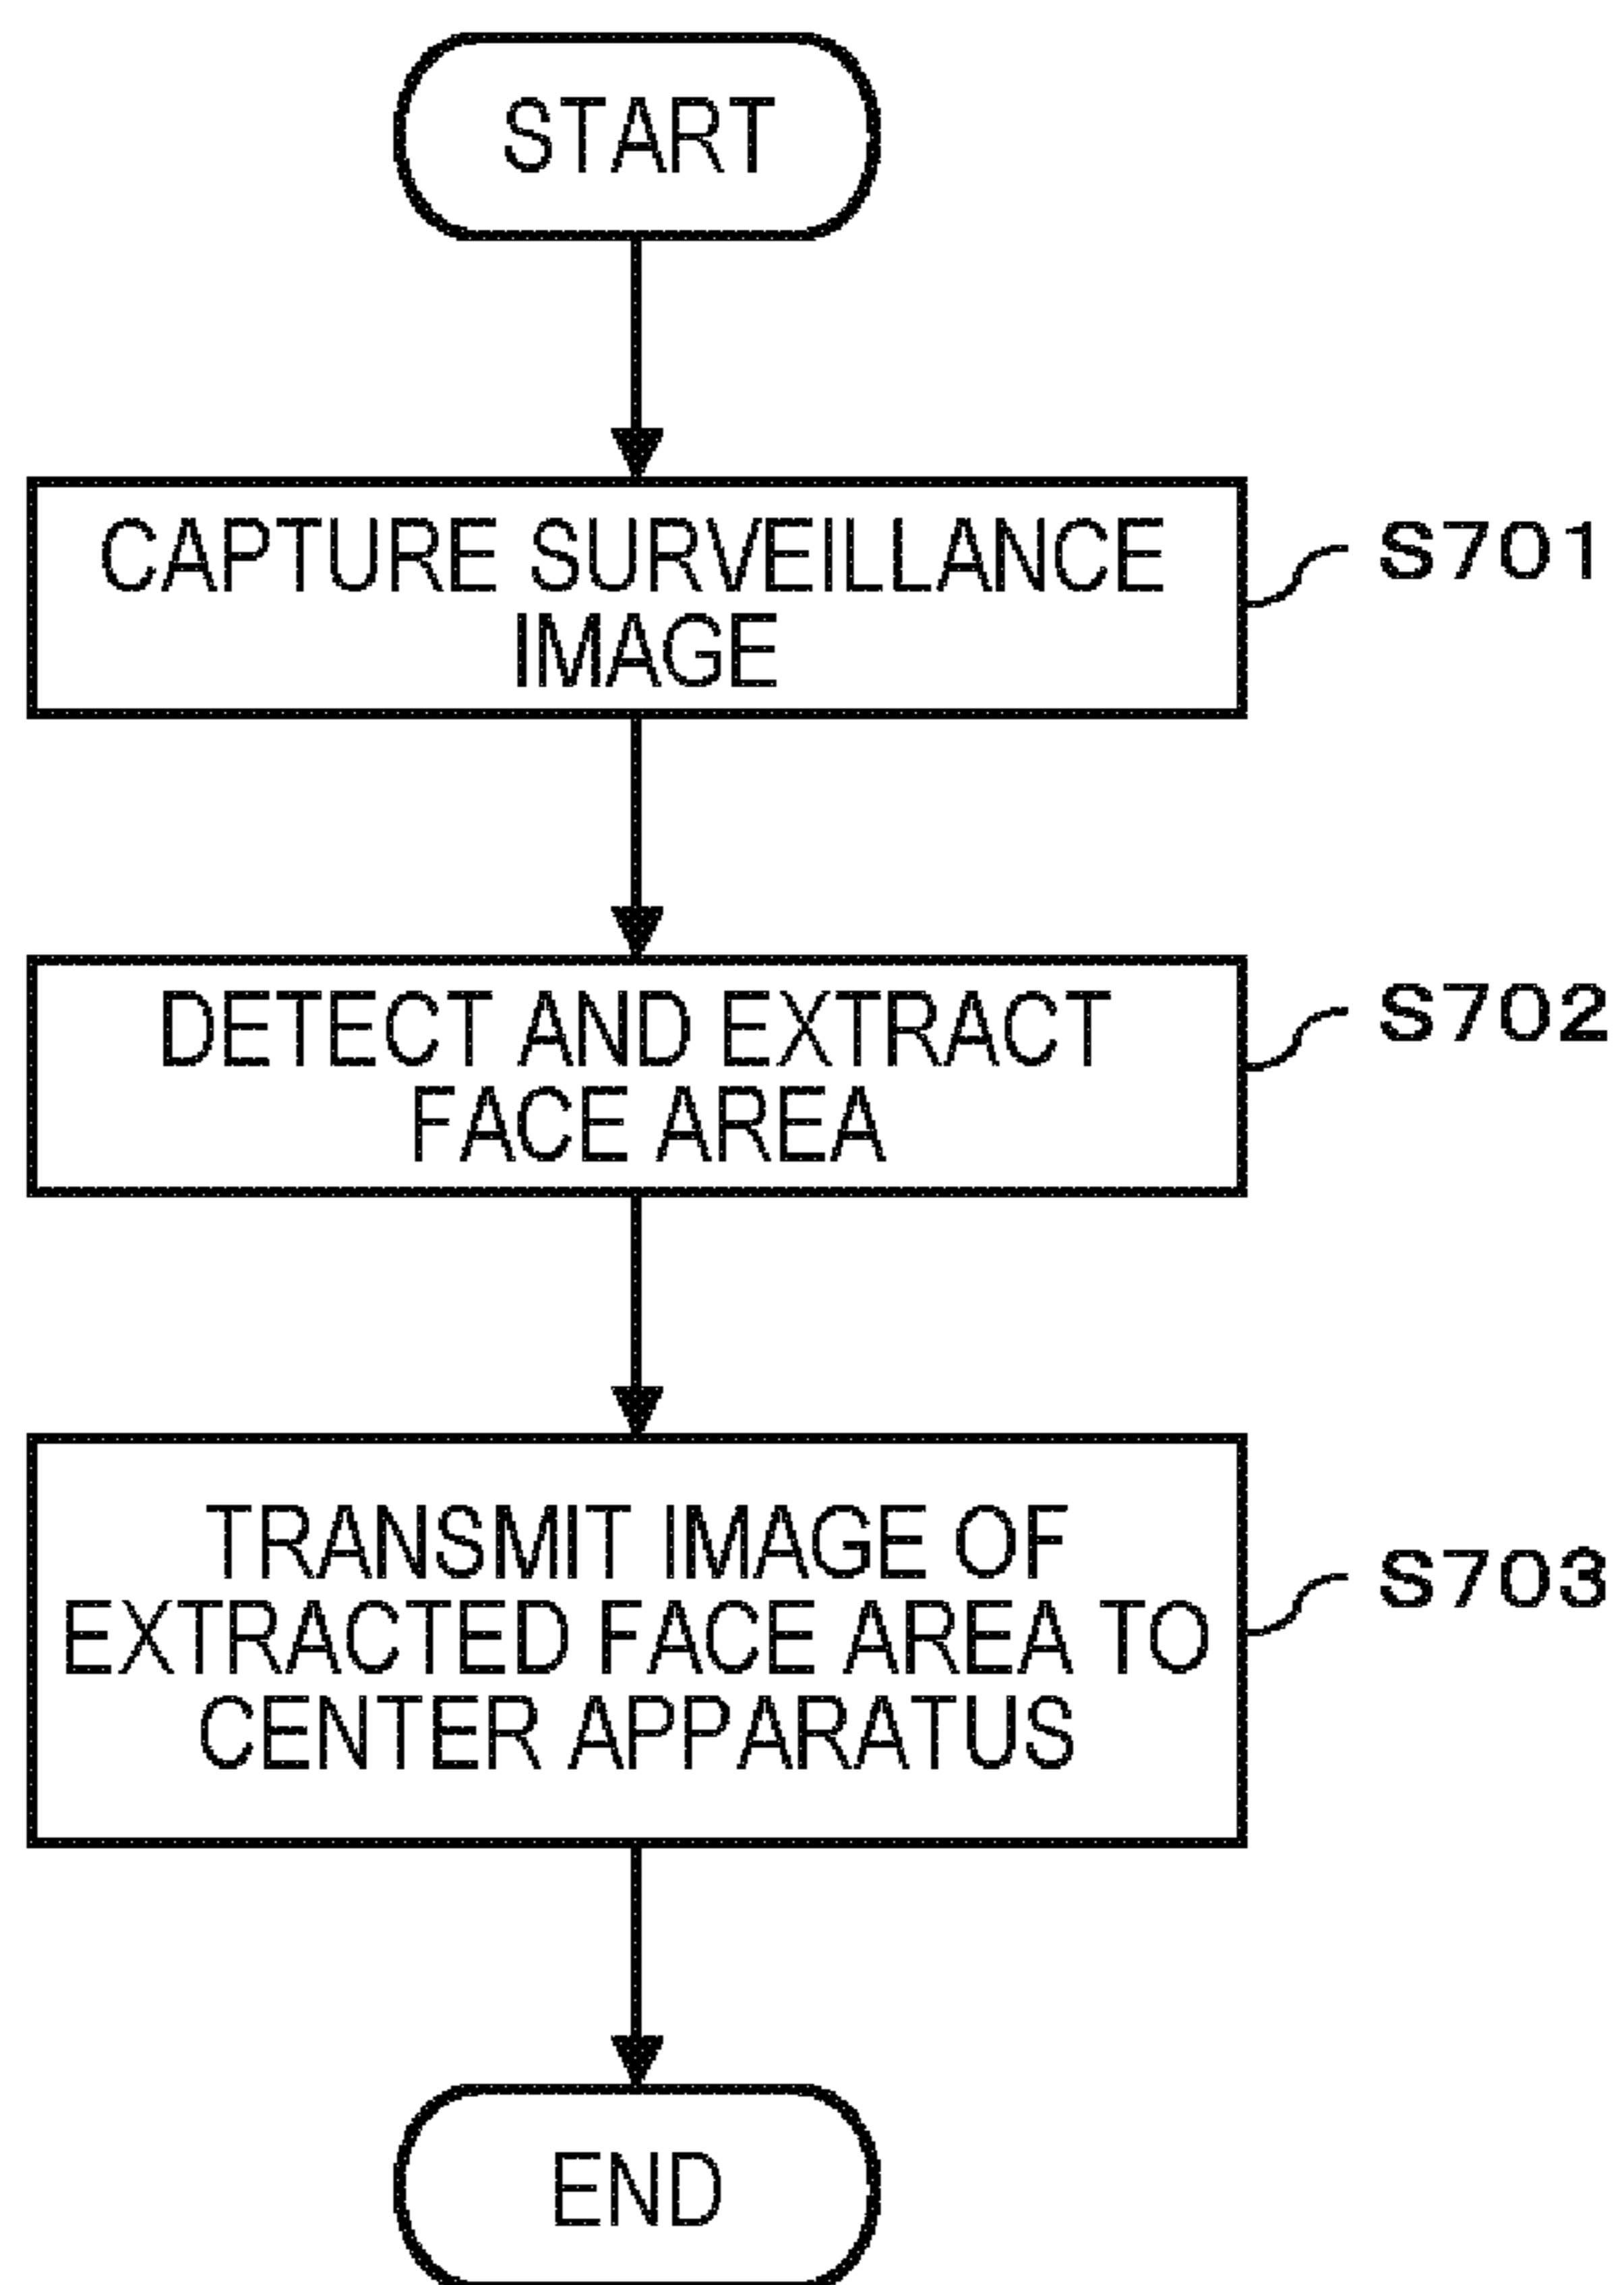 START
CAPTURE SURVEILLANCE
IMAGE
S701
DETECT AND EXTRACT
FACE AREA
S702
TRANSMIT IMAGE OF
EXTRACTED FACE AREA TO
CENTER APPARATUS
S703
END